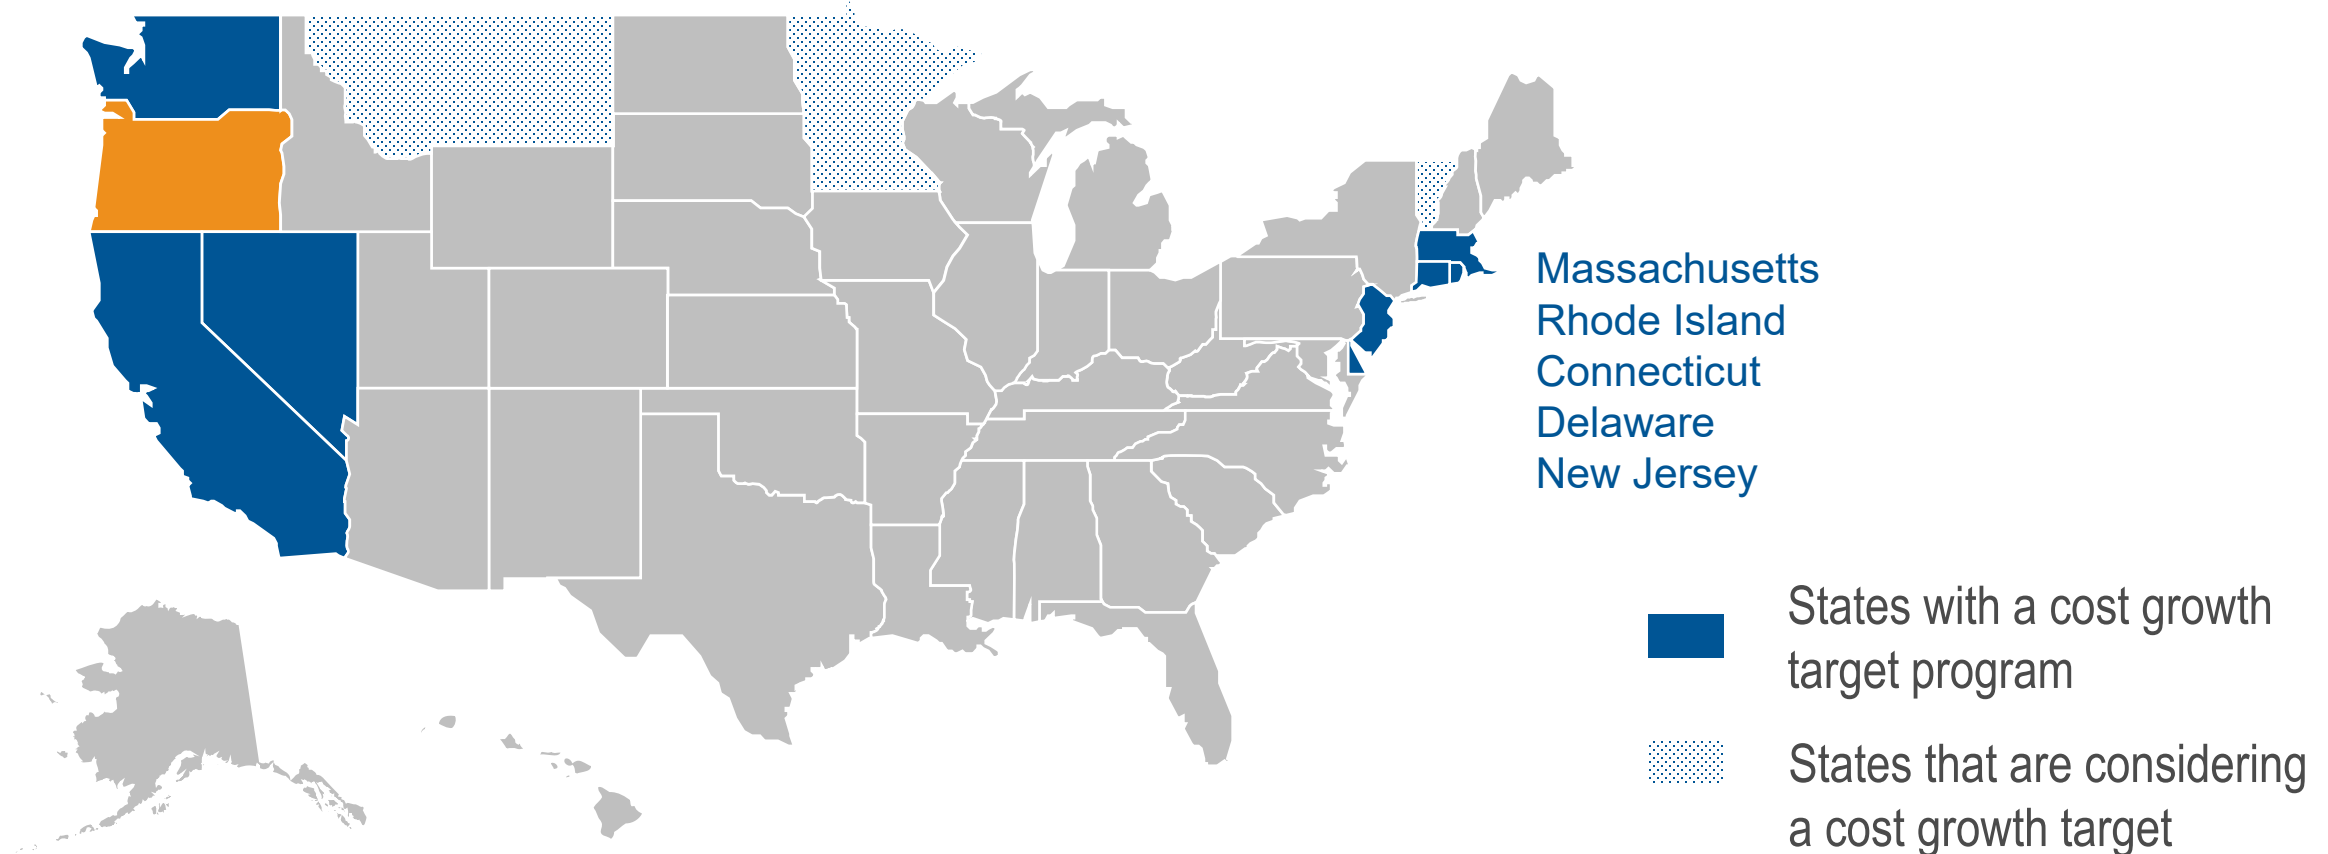 Massachusetts
Rhode Island
Connecticut
Delaware
New Jersey
States with a cost growth
target program
States that are considering
a cost growth target